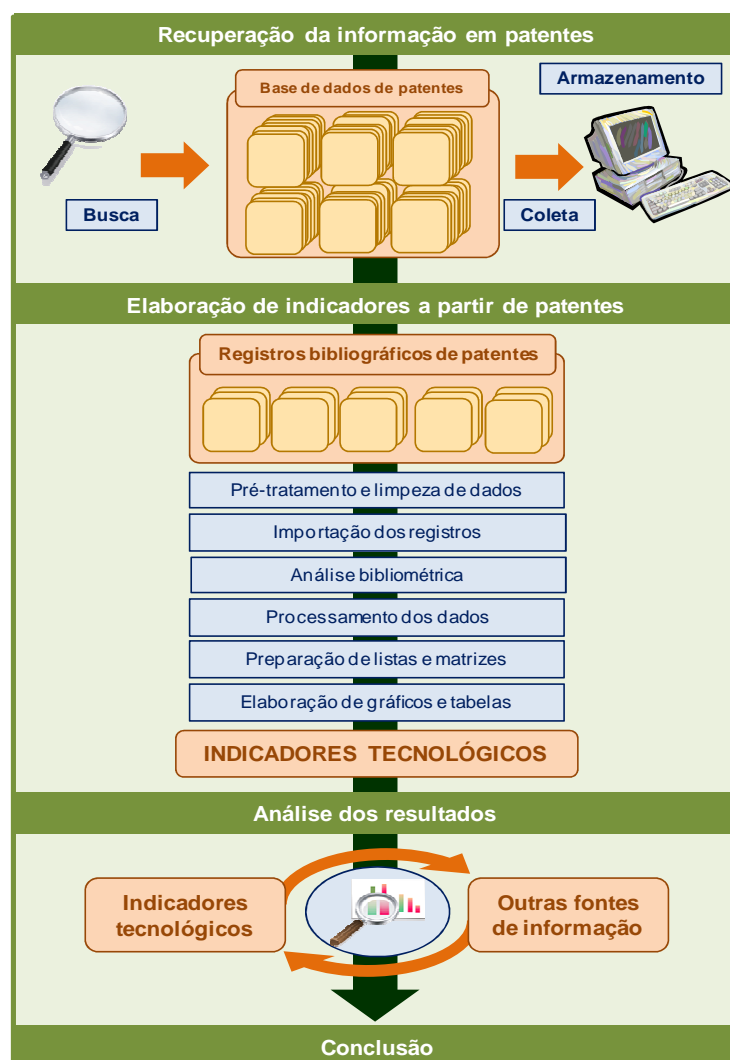 Recuperação da informação em patentes
Base de dados de patentes
Armazenamento
Busca
Coleta
Elaboração de indicadores a partir de patentes
Registros bibliográficos de patentes
Pré-tratamento e limpeza de dados
Importação dos registros
Análise bibliométrica
Processamento dos dados
Preparação de listas e matrizes
Elaboração de gráficos e tabelas
INDICADORES TECNOLÓGICOS
Análise dos resultados
Indicadores
tecnológicos
Outras fontes
de informação
Conclusão